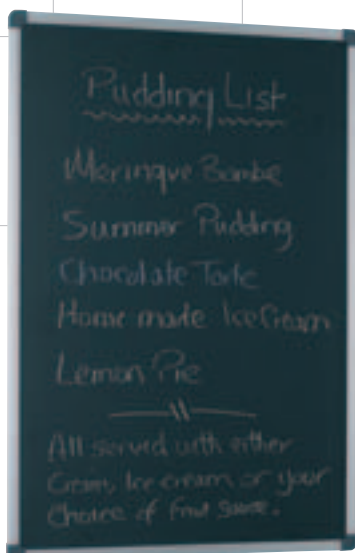 Pudding List
Meringue Bombe
Summer Pudding
Chocolate Torte
Home made Ice Cream
Lemon Pie
All served with either
Cream, Ice cream or your
Choice of fruit sauce.